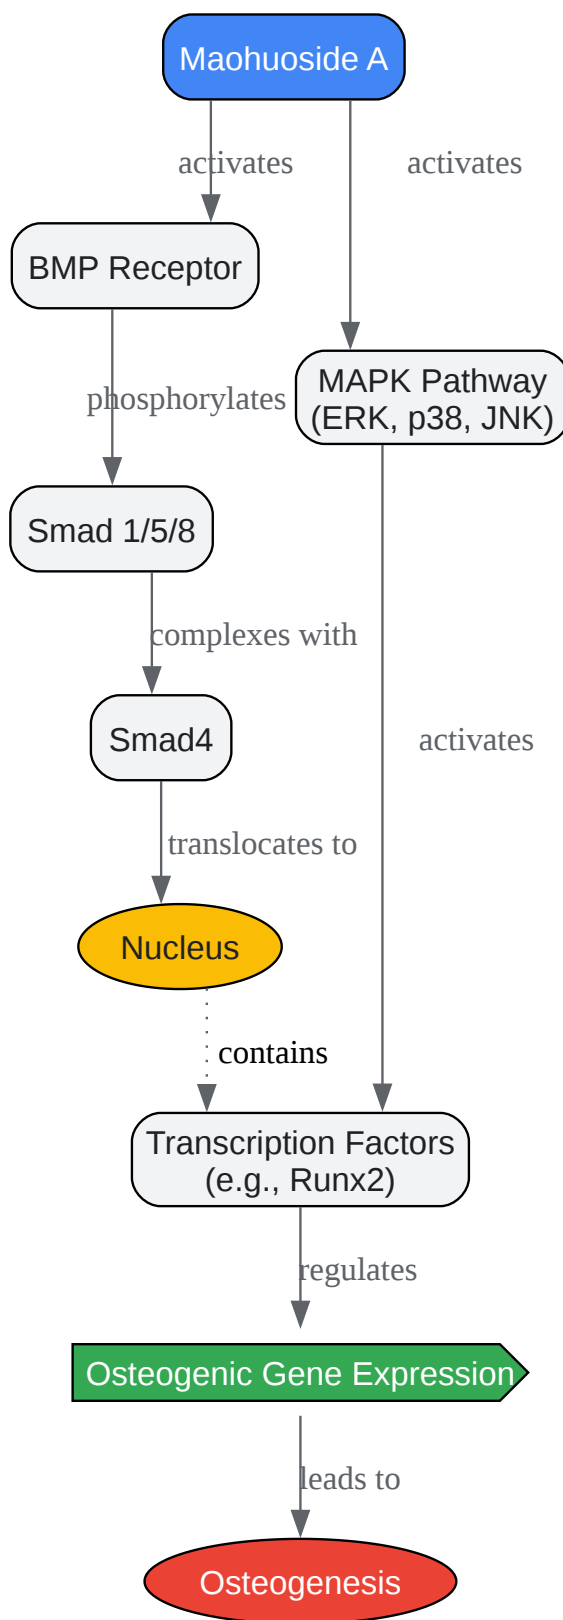 Maohuoside A
activates
activates
BMP Receptor
MAPK Pathway
(ERK, p38, JNK)
phosphorylates
Smad 1/5/8
complexes with
Smad4
activates
translocates to
Nucleus
contains
Transcription Factors
(e.g., Runx2)
regulates
Osteogenic Gene Expression
leads to
Osteogenesis